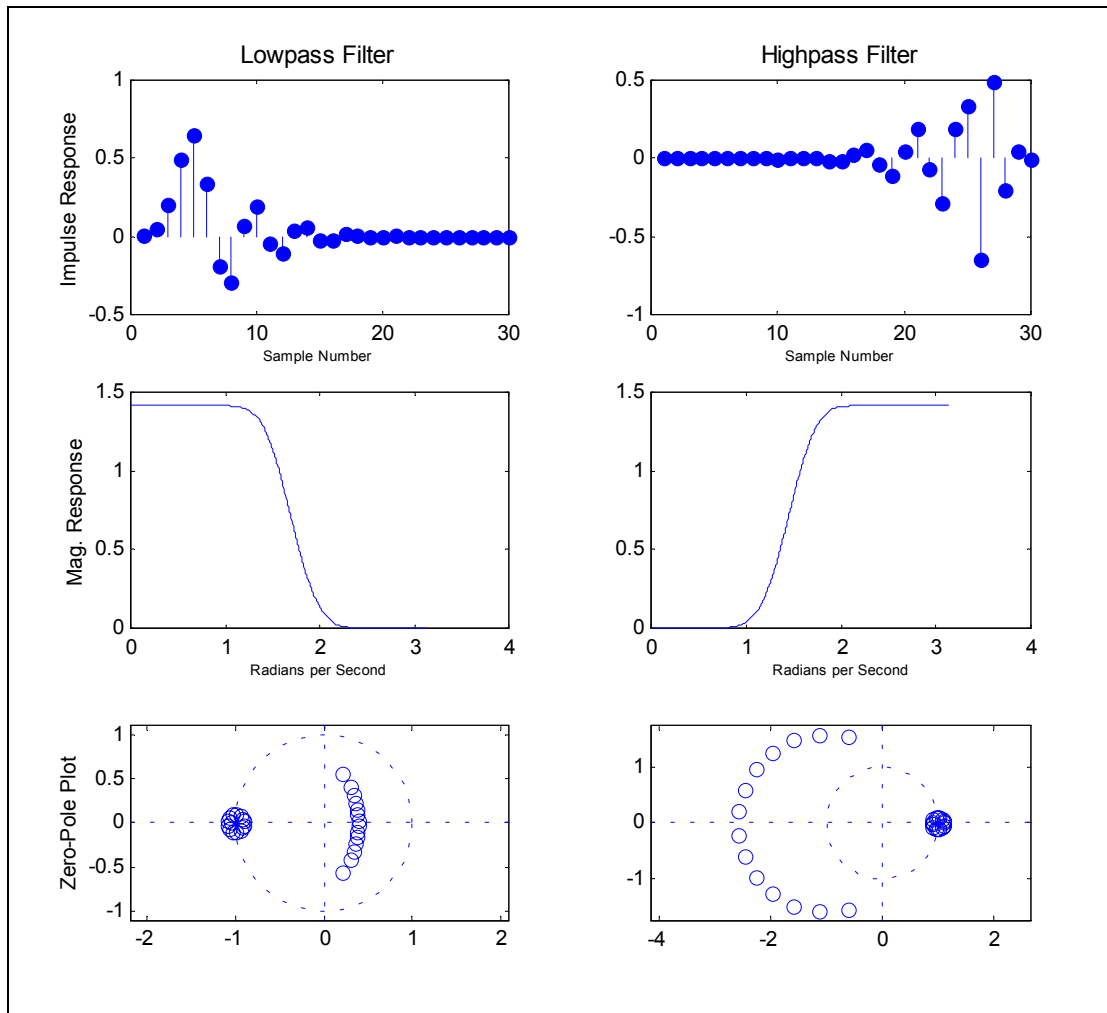 Lowpass Filter
Highpass Filter
Impulse Response
1
0.5
0
-0.5
0 10 20 30
Sample Number
0.5
0
-0.5
-1
0 10 20 30
Sample Number
Mag. Response
1.5
1
0.5
0
0 1 2 3 4
Radians per Second
1.5
1
0.5
0
0 1 2 3 4
Radians per Second
Zero-Pole Plot
1
0.5
0
-0.5
-1
-2 -1 0 1 2
1
0
-1
-4 -2 0 2